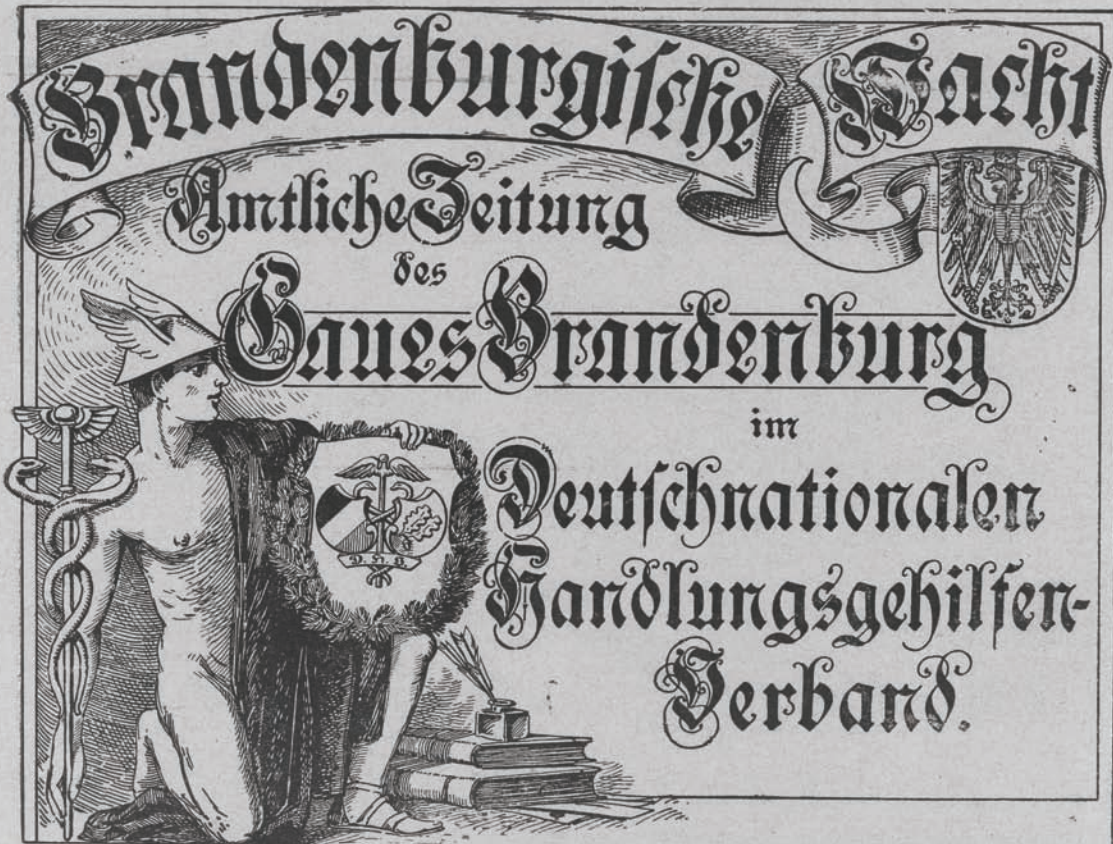 Brandenburgische Wacht
Amtliche Zeitung
des
Gaues Brandenburg
im
Deutschnationalen
Handlungsgehilfen-
Verband.
D. H. V.